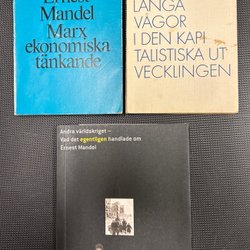 Ernest
Mandel
Marx
ekonomiska
tänkande
LÅNGA
VÅGOR
I DEN KAPI
TALISTISKA UT
VECKLINGEN
Andra världskriget –
Vad det egentligen handlade om
Ernest Mandel